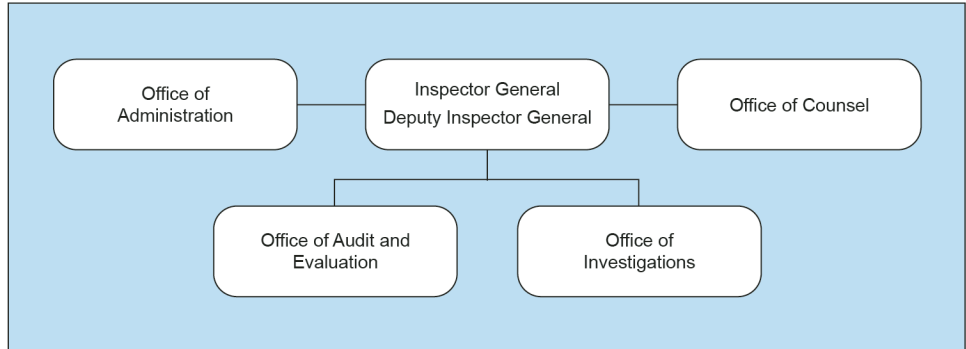 Office of
Administration
Inspector General
Deputy Inspector General
Office of Counsel
Office of Audit and
Evaluation
Office of
Investigations